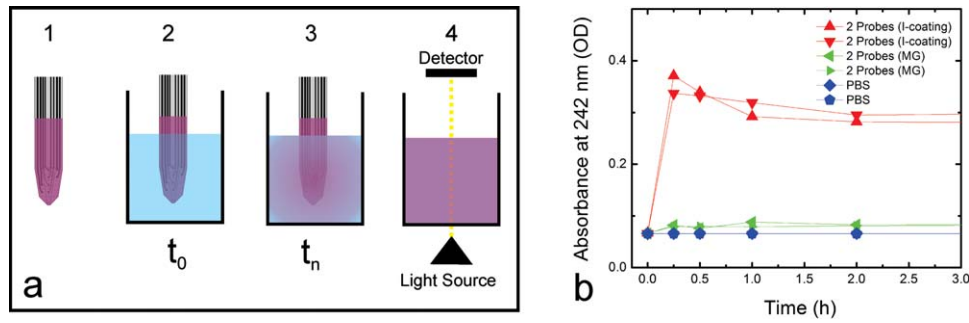 1 2 3 4
Detector
t0 tn
Light Source
a
Absorbance at 242 nm (OD)
0.4
0.2
0.0
2 Probes (I-coating)
2 Probes (I-coating)
2 Probes (MG)
2 Probes (MG)
PBS
PBS
0.0 0.5 1.0 2.0 2.5 3.0
Time (h)
b